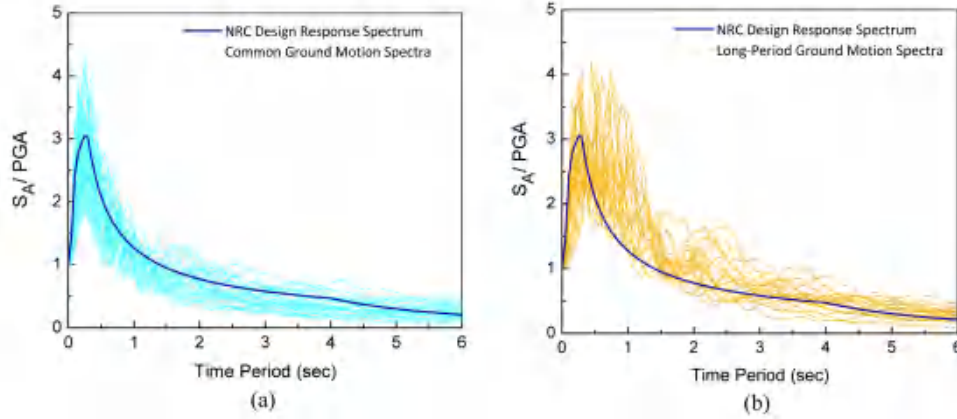 5
4
3
2
1
0
S_A/ PGA
NRC Design Response Spectrum
Common Ground Motion Spectra
0 1 2 3 4 5 6
Time Period (sec)
(a)
5
4
3
2
1
0
S_A/ PGA
NRC Design Response Spectrum
Long-Period Ground Motion Spectra
0 1 2 3 4 5 6
Time Period (sec)
(b)